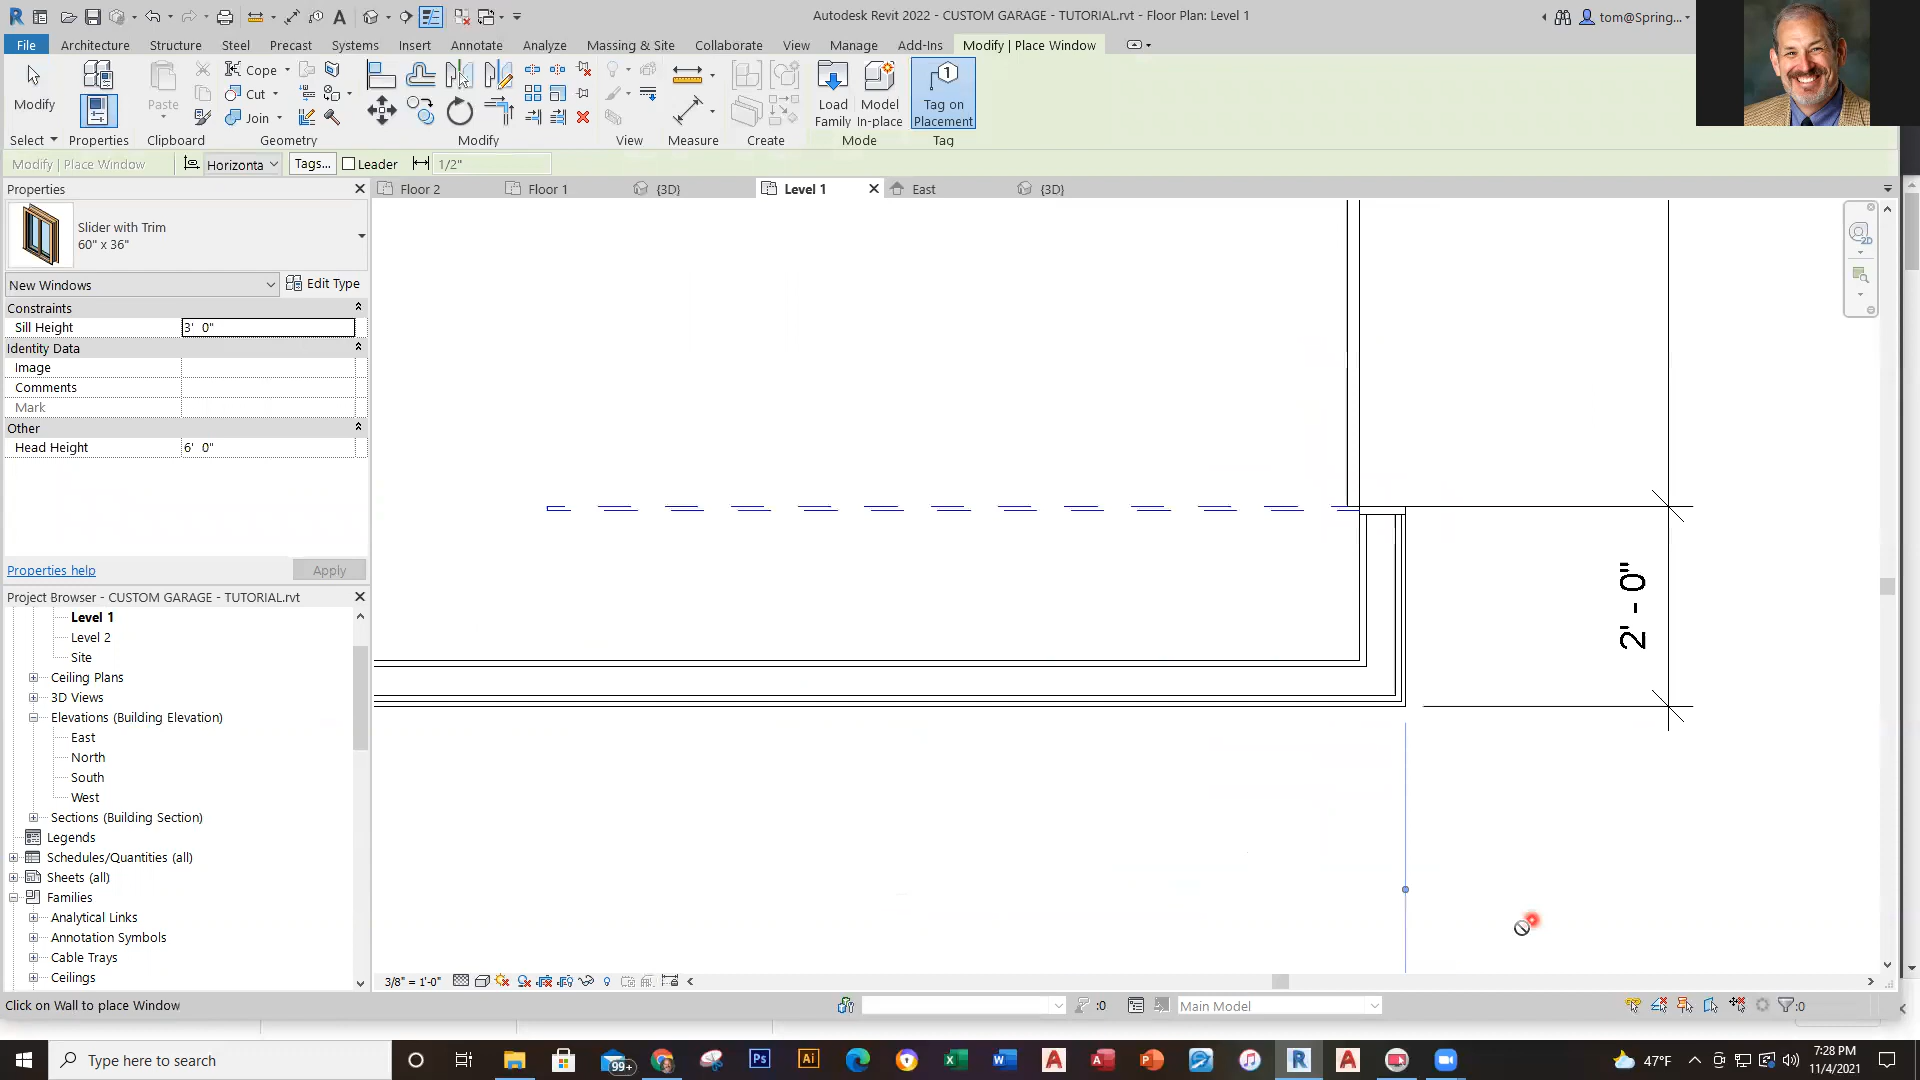 Autodesk Revit 2022 - CUSTOM GARAGE - TUTORIAL.rvt - Floor Plan: Level 1
tom@Spring...
File Architecture Structure Steel Precast Systems Insert Annotate Analyze Massing & Site Collaborate View Manage Add-Ins Modify | Place Window
Modify
Paste
Cope
Cut
Join
Load Family
Model In-place
Tag on Placement
Select Properties Clipboard Geometry Modify View Measure Create Mode Tag
Modify | Place Window Horizonta Tags... Leader 1/2"
Properties Floor 2 Floor 1 {3D} Level 1 East {3D}
Slider with Trim
60" x 36"
New Windows Edit Type
Constraints
Sill Height 3' 0"
Identity Data
Image
Comments
Mark
Other
Head Height 6' 0"
Properties help Apply
2' - 0"
Project Browser - CUSTOM GARAGE - TUTORIAL.rvt
Level 1
Level 2
Site
Ceiling Plans
3D Views
Elevations (Building Elevation)
East
North
South
West
Sections (Building Section)
Legends
Schedules/Quantities (all)
Sheets (all)
Families
Analytical Links
Annotation Symbols
Cable Trays
Ceilings
3/8" = 1'-0"
Click on Wall to place Window :0 Main Model :0
Type here to search
99+
47°F
7:28 PM
11/4/2021